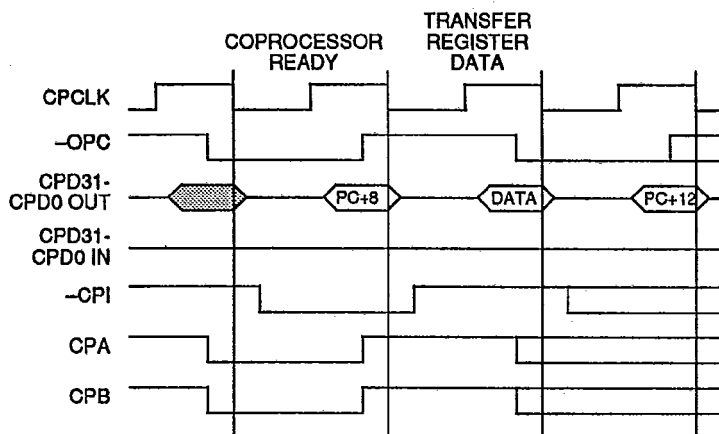 COPROCESSOR
READY
TRANSFER
REGISTER
DATA
CPCLK
–OPC
CPD31-
CPD0 OUT
PC+8
DATA
PC+12
CPD31-
CPD0 IN
–CPI
CPA
CPB